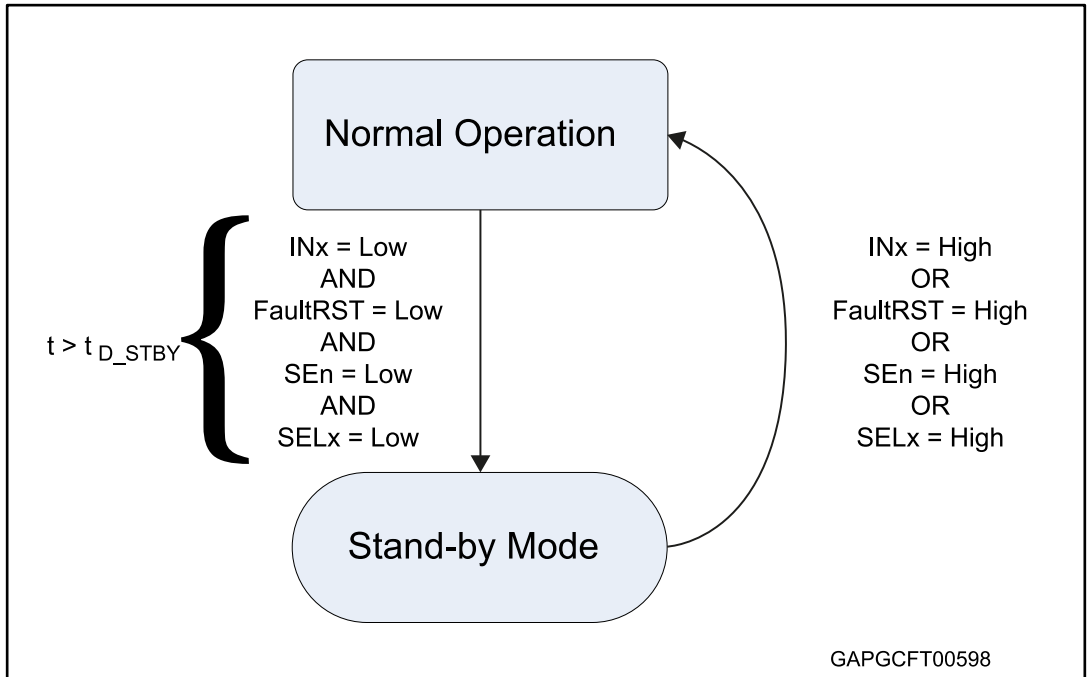 Normal Operation
INx = Low
AND
FaultRST = Low
AND
SEn = Low
AND
SELx = Low
t > t D_STBY
INx = High
OR
FaultRST = High
OR
SEn = High
OR
SELx = High
Stand-by Mode
GAPGCFT00598